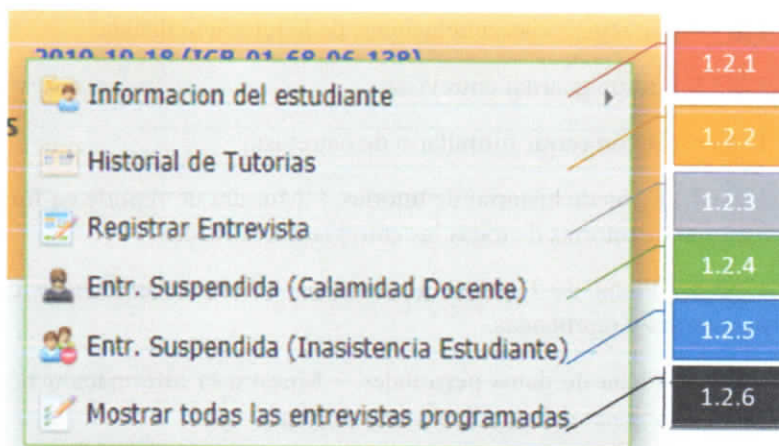 2010-10-18 (IGB-01-68-06-138)
Informacion del estudiante
1.2.1
Historial de Tutorias
1.2.2
Registrar Entrevista
1.2.3
Entr. Suspendida (Calamidad Docente)
1.2.4
Entr. Suspendida (Inasistencia Estudiante)
1.2.5
Mostrar todas las entrevistas programadas
1.2.6